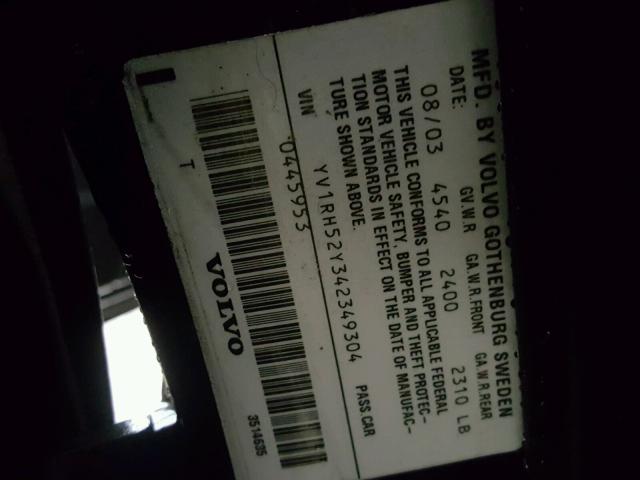 MFD. BY VOLVO GOTHENBURG SWEDEN
DATE: GV.W.R GA.W.R.FRONT GA.W.R.REAR
08/03 4540 2400 2310 LB
THIS VEHICLE CONFORMS TO ALL APPLICABLE FEDERAL
MOTOR VEHICLE SAFETY, BUMPER AND THEFT PROTEC-
TION STANDARDS IN EFFECT ON THE DATE OF MANUFAC-
TURE SHOWN ABOVE.
VIN YV1RH52Y342349304 PASS CAR
0445953
T VOLVO 3514635